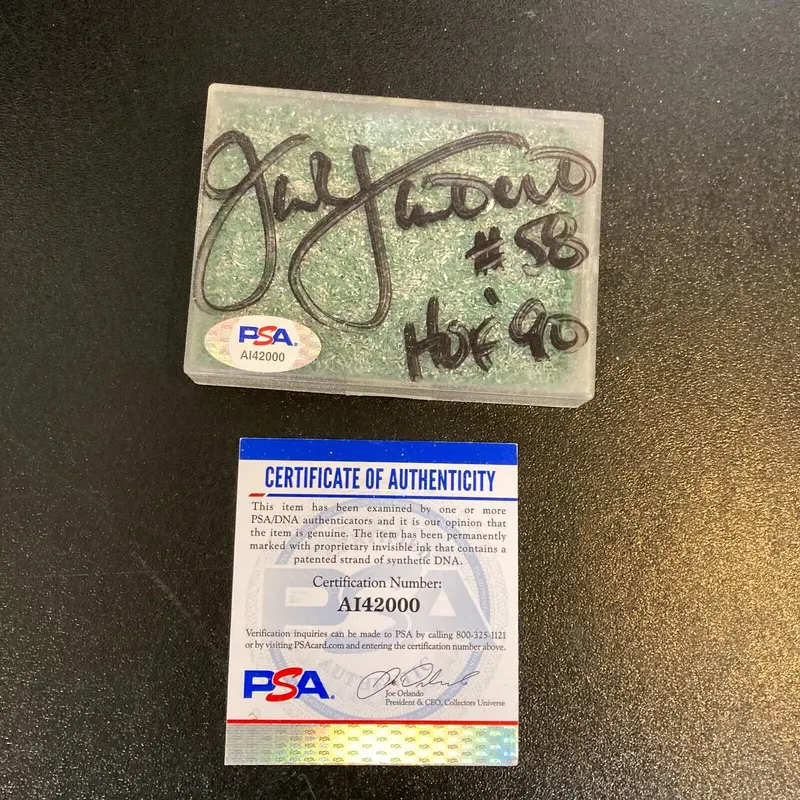 Jack Lambert
#58
HOF '90
PSA
AI42000
CERTIFICATE OF AUTHENTICITY
This item has been examined by one or more
PSA/DNA authenticators and it is our opinion that
the item is genuine. The item has been permanently
marked with proprietary invisible ink that contains a
patented strand of synthetic DNA.
Certification Number:
AI42000
Verification inquiries can be made to PSA by calling 800-325-1121
or by visiting PSAcard.com and entering the certification number above.
PSA
Joe Orlando
President & CEO, Collectors Universe